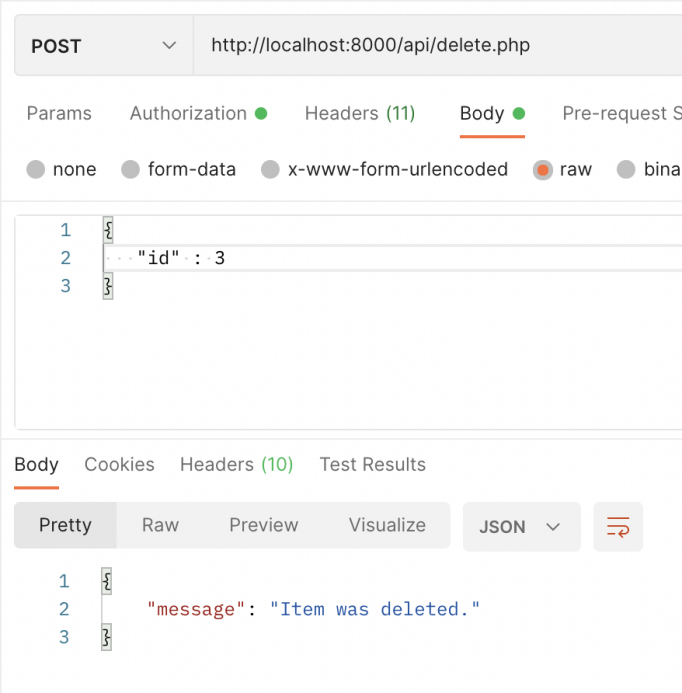 POST http://localhost:8000/api/delete.php
Params Authorization Headers (11) Body Pre-request S
none form-data x-www-form-urlencoded raw bina
1 {
2 "id" : 3
3 }
Body Cookies Headers (10) Test Results
Pretty Raw Preview Visualize JSON
1 {
2 "message": "Item was deleted."
3 }